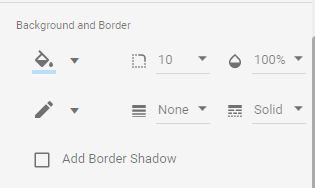 Background and Border
10 100%
None Solid
Add Border Shadow